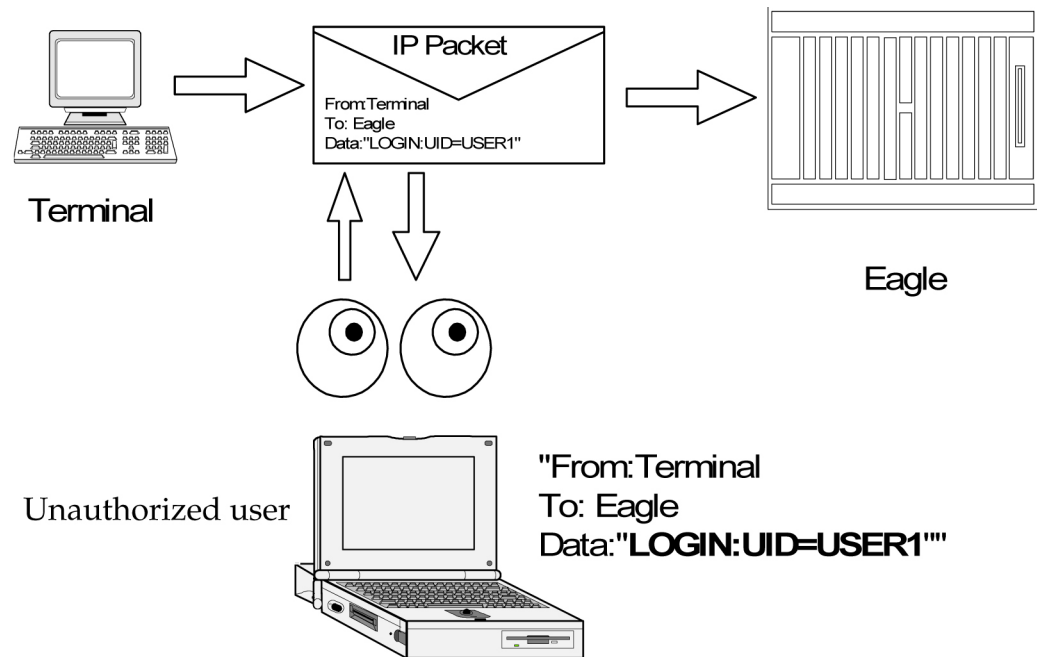 IP Packet
From:Terminal
To: Eagle
Data:"LOGIN:UID=USER1"
Terminal
Eagle
Unauthorized user
"From:Terminal
To: Eagle
Data:"LOGIN:UID=USER1""